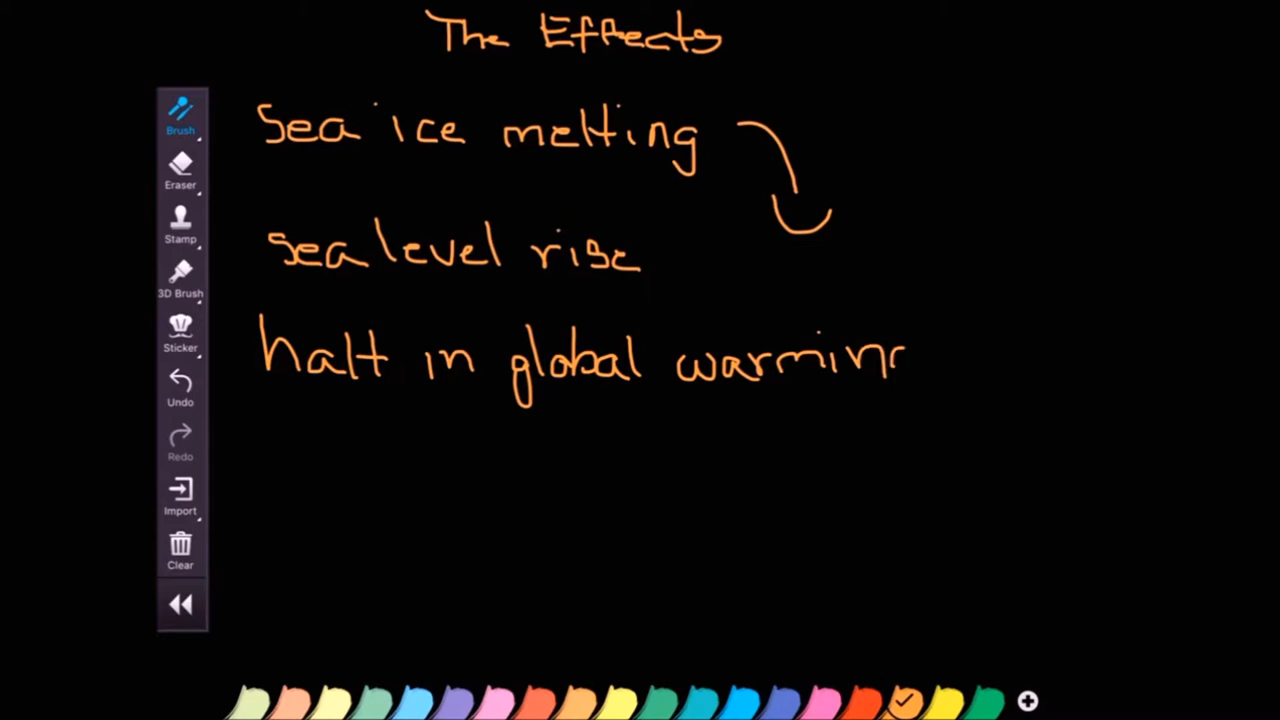 The Effects
Brush
sea ice melting
Eraser
Stamp
sea level rise
3D Brush
Sticker
halt in global warmin
Undo
Redo
Import
Clear